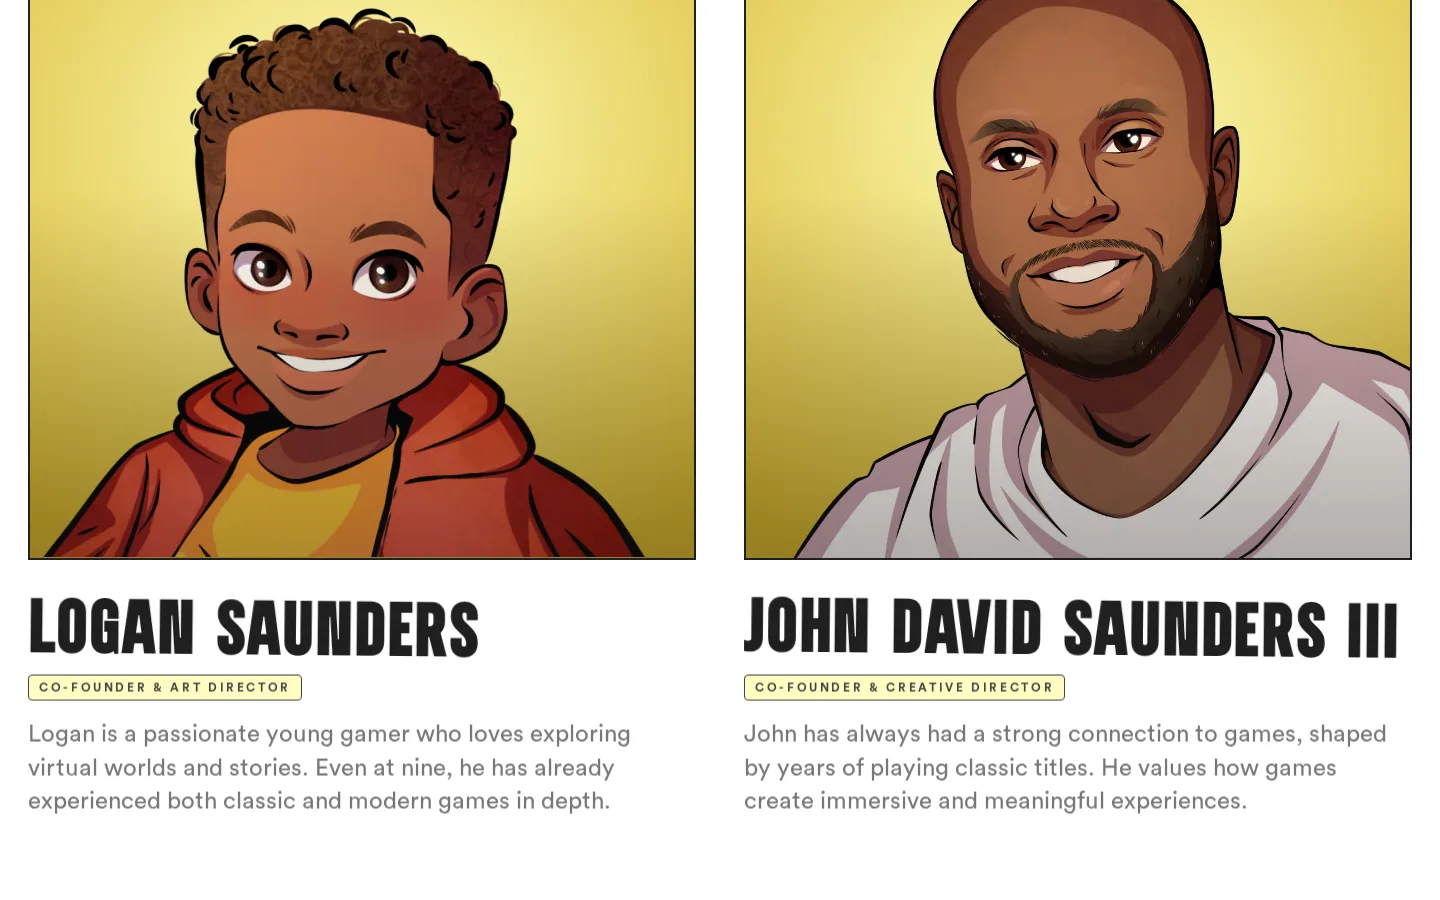 LOGAN SAUNDERS
CO-FOUNDER & ART DIRECTOR
Logan is a passionate young gamer who loves exploring
virtual worlds and stories. Even at nine, he has already
experienced both classic and modern games in depth.
JOHN DAVID SAUNDERS III
CO-FOUNDER & CREATIVE DIRECTOR
John has always had a strong connection to games, shaped
by years of playing classic titles. He values how games
create immersive and meaningful experiences.